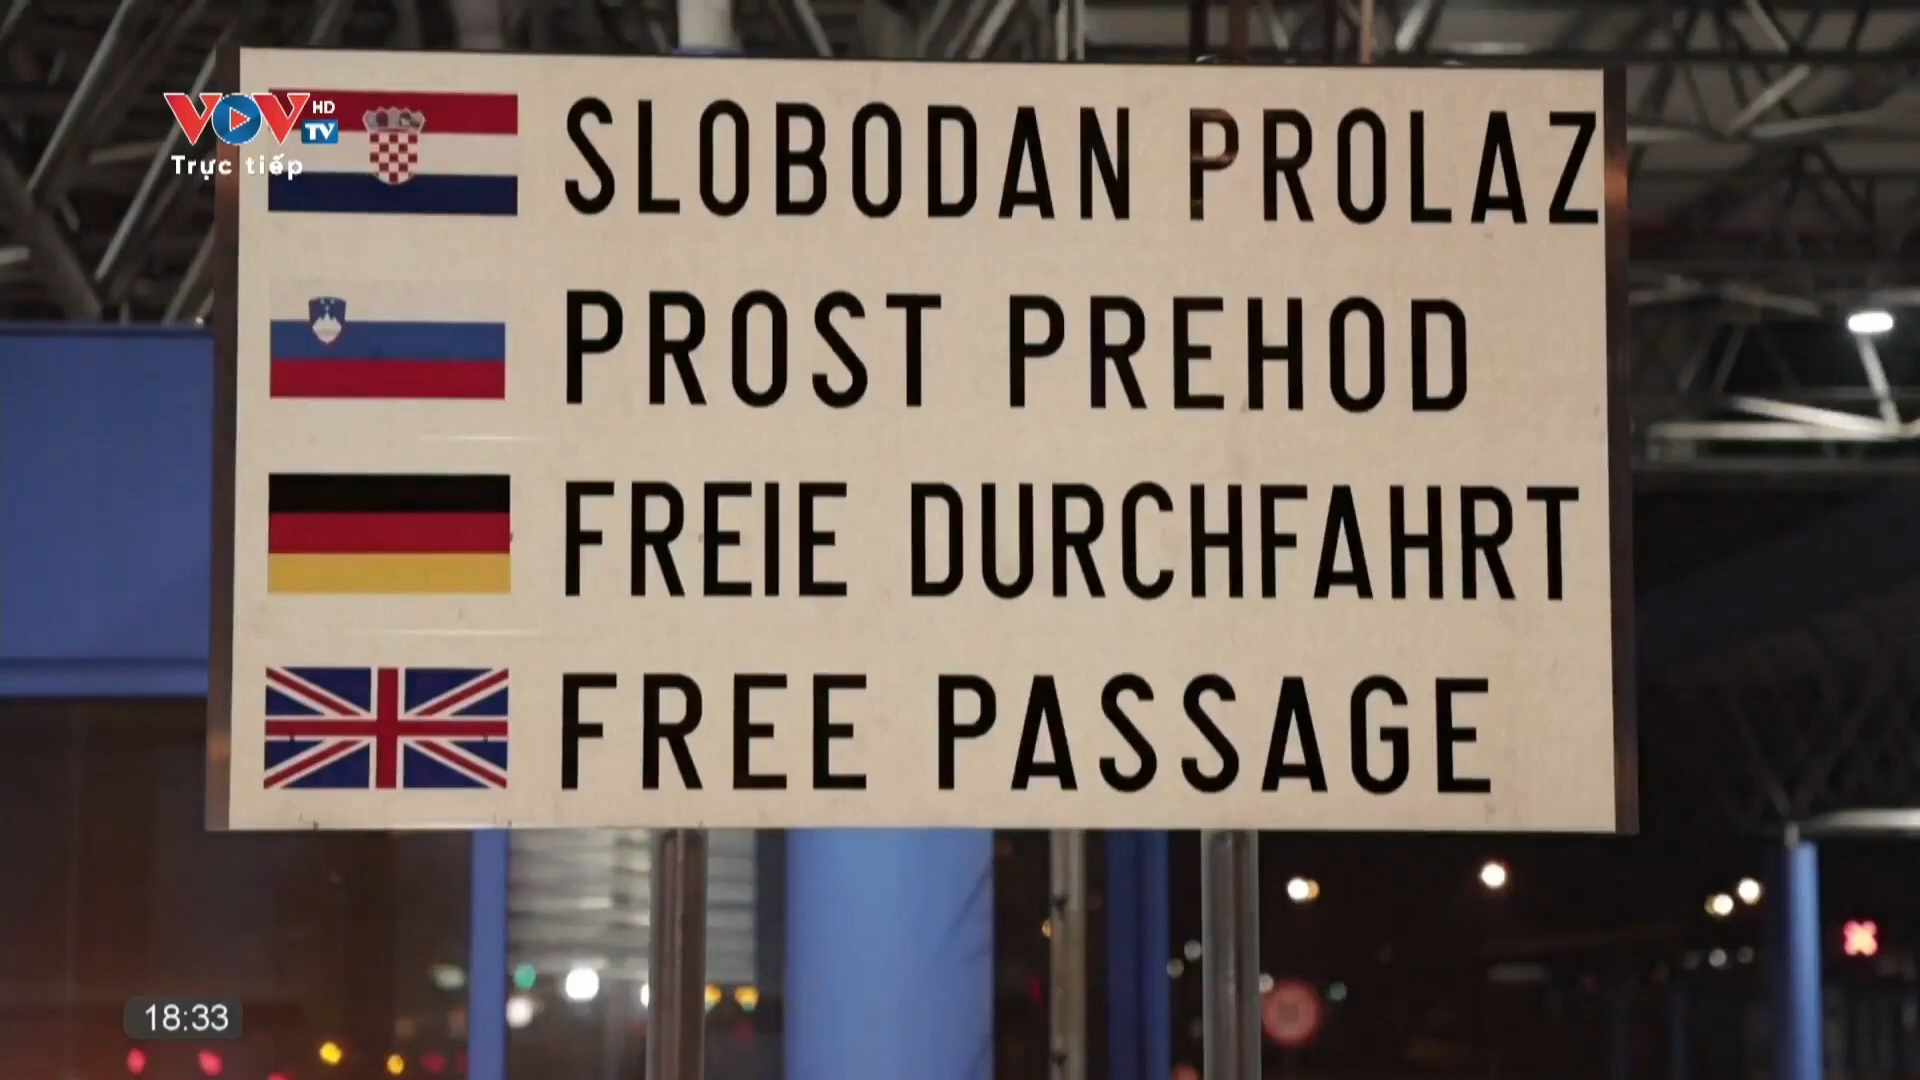 VOV HD
TV
Trực tiếp
SLOBODAN PROLAZ
PROST PREHOD
FREIE DURCHFAHRT
FREE PASSAGE
18:33